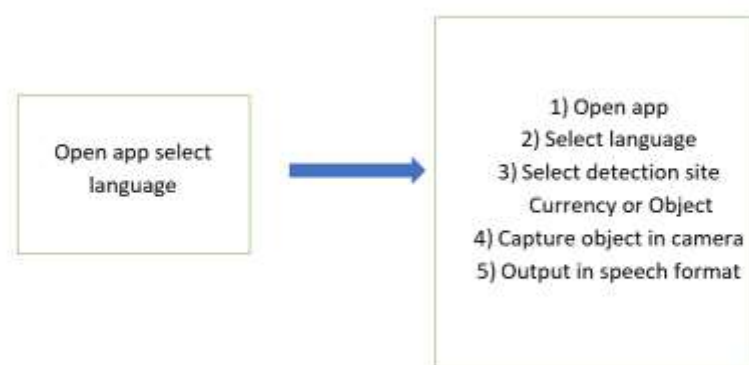 Open app select
language
1) Open app
2) Select language
3) Select detection site
Currency or Object
4) Capture object in camera
5) Output in speech format